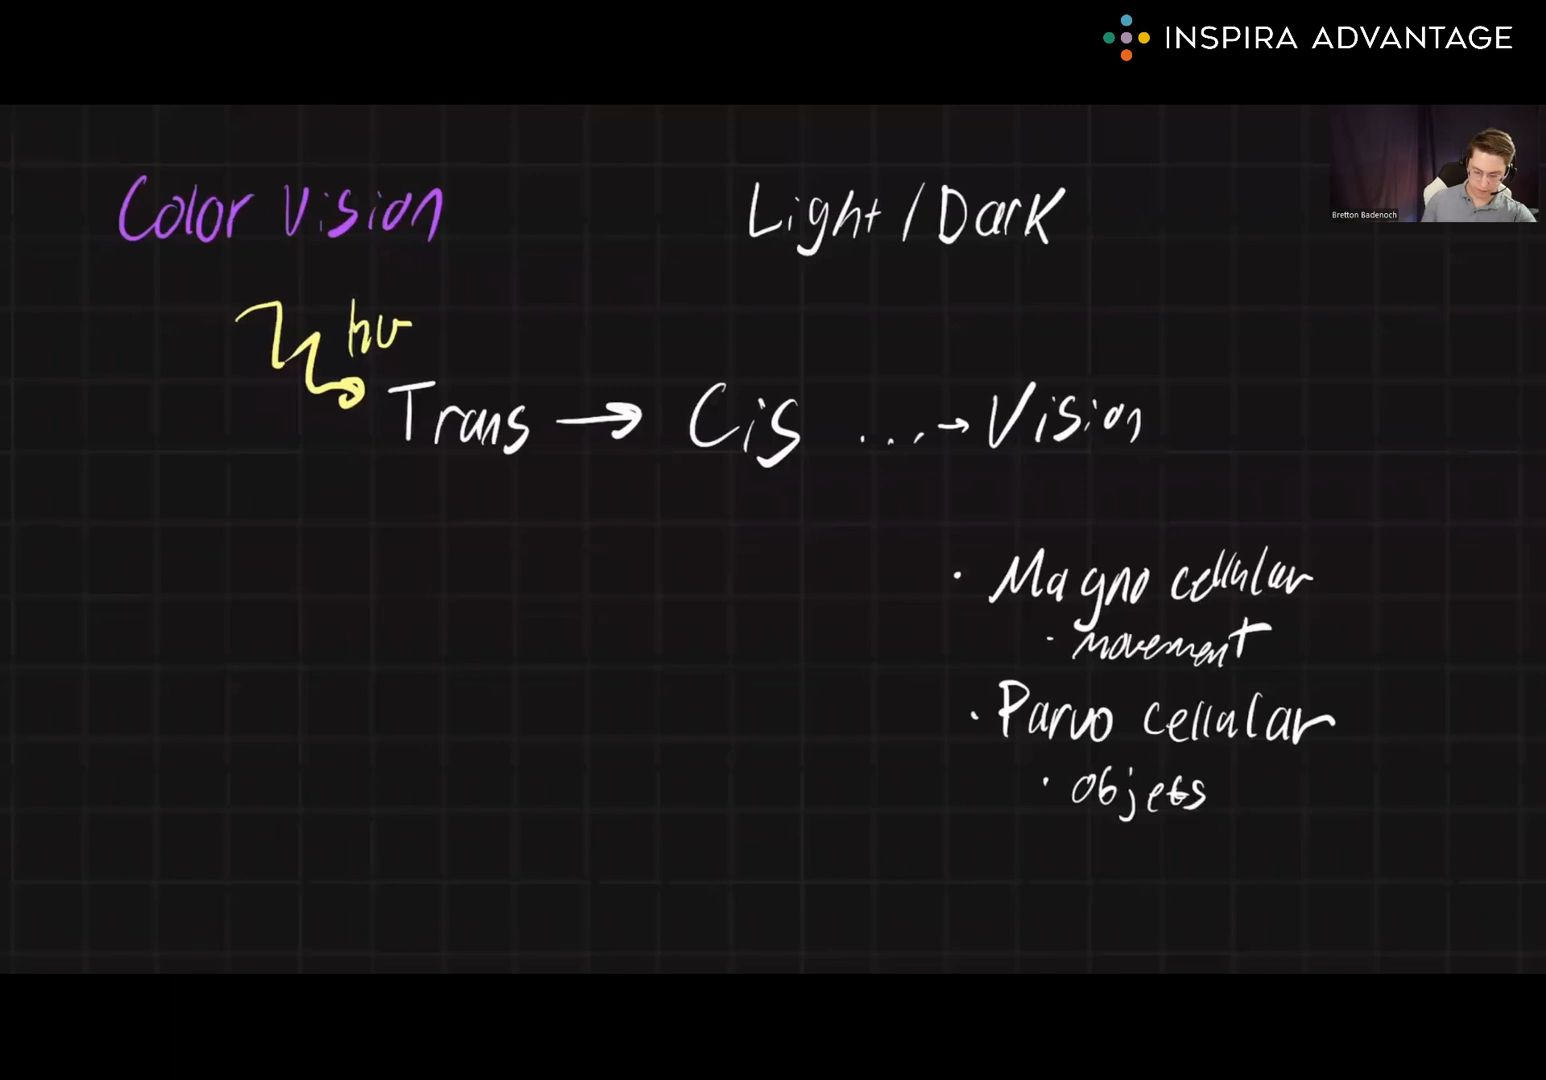 INSPIRA ADVANTAGE
Bretton Badenoch
Color Vision
Light/Dark
hν
Trans → Cis ...→ Vision
· Magno cellular
· movement
· Parvo cellular
· objets